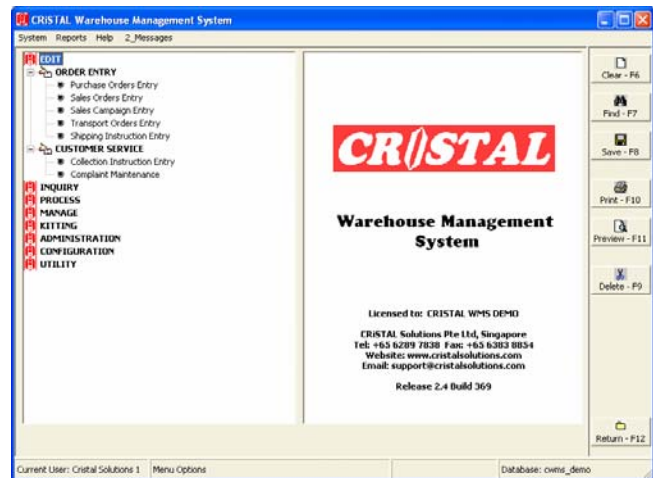 CRiSTAL Warehouse Management System
System Reports Help 2_Messages
EDIT
ORDER ENTRY
Purchase Orders Entry
Sales Orders Entry
Sales Campaign Entry
Transport Orders Entry
Shipping Instruction Entry
CUSTOMER SERVICE
Collection Instruction Entry
Complaint Maintenance
INQUIRY
PROCESS
MANAGE
KITTING
ADMINISTRATION
CONFIGURATION
UTILITY
CRISTAL
Warehouse Management
System
Licensed to: CRISTAL WMS DEMO
CRiSTAL Solutions Pte Ltd, Singapore
Tel: +65 6289 7838 Fax: +65 6383 8854
Website: www.cristalsolutions.com
Email: support@cristalsolutions.com
Release 2.4 Build 369
Clear - F6
Find - F7
Save - F8
Print - F10
Preview - F11
Delete - F9
Return - F12
Current User: Cristal Solutions 1
Menu Options
Database: cwms_demo